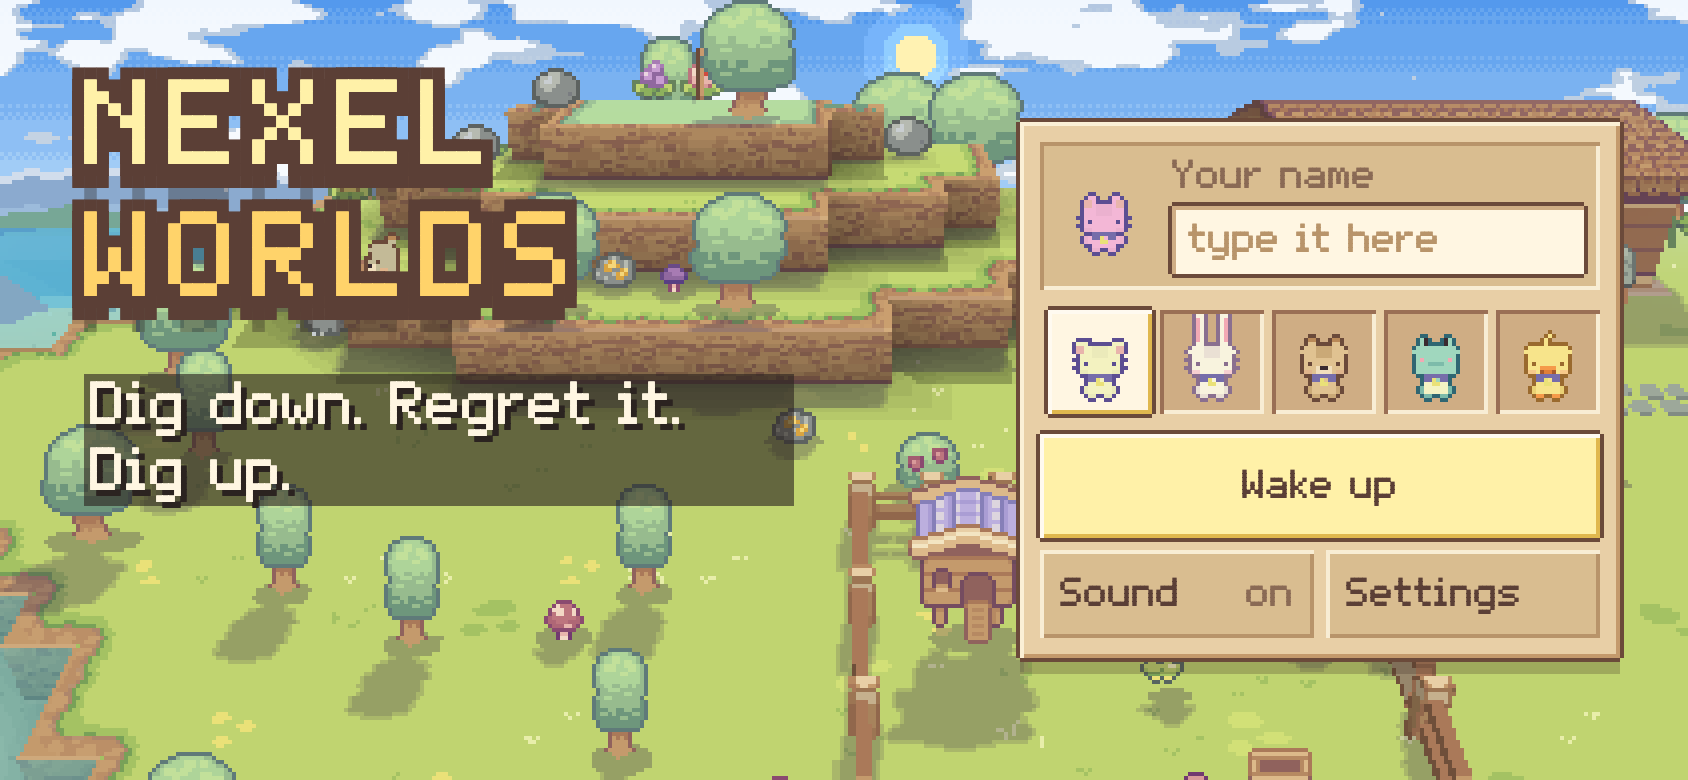 NEXEL
WORLDS
Dig down. Regret it.
Dig up.
Your name
type it here
Wake up
Sound on
Settings